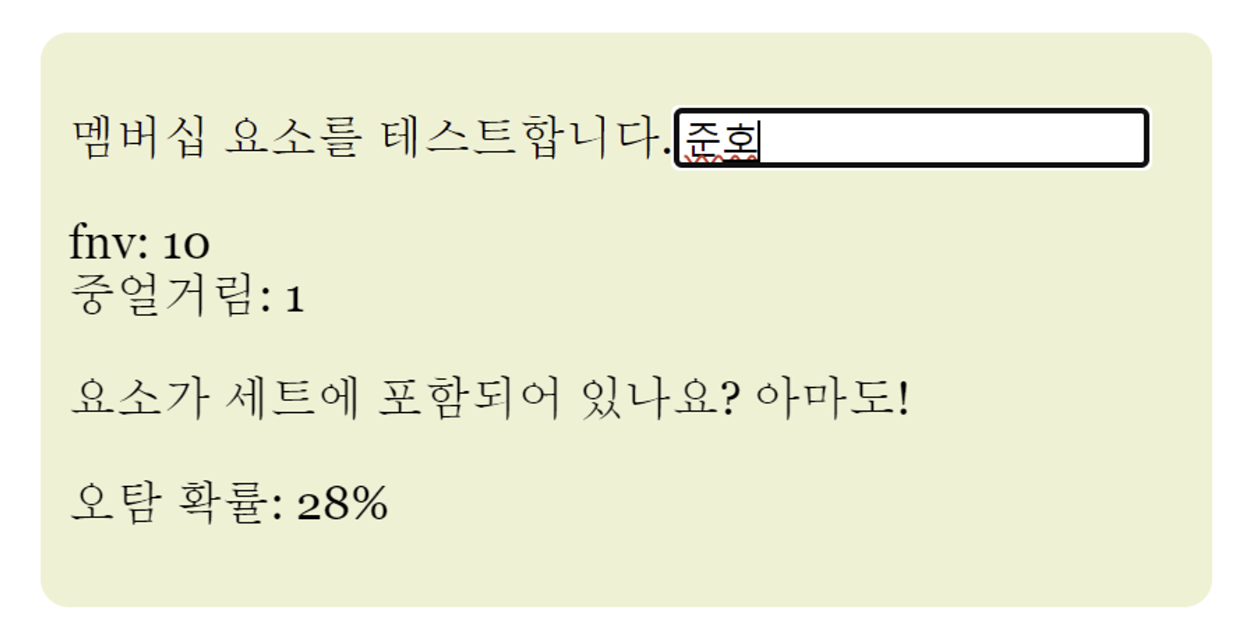 멤버십 요소를 테스트합니다. 준호
fnv: 10
중얼거림: 1
요소가 세트에 포함되어 있나요? 아마도!
오탐 확률: 28%